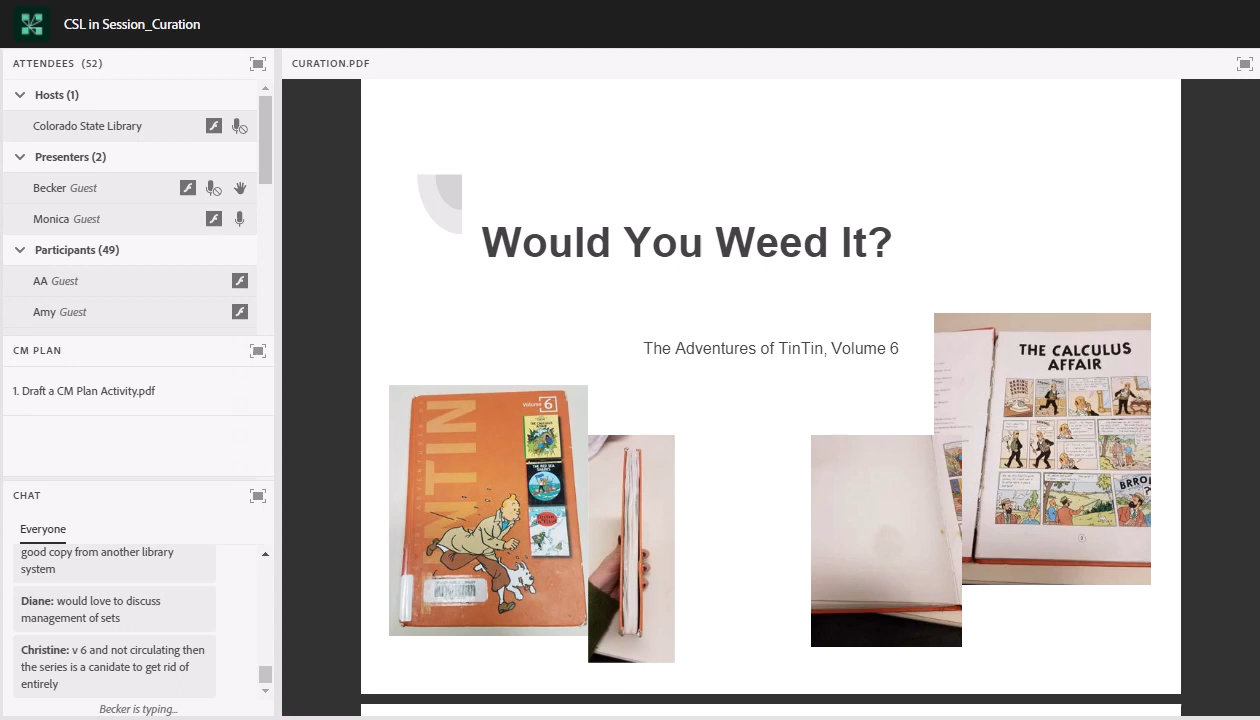 CSL in Session_Curation
ATTENDEES (52)
Hosts (1)
Colorado State Library
Presenters (2)
Becker Guest
Monica Guest
Participants (49)
AA Guest
Amy Guest
CM PLAN
1. Draft a CM Plan Activity.pdf
CHAT
Everyone
good copy from another library
system
Diane: would love to discuss
management of sets
Christine: v 6 and not circulating then
the series is a canidate to get rid of
entirely
Becker is typing...
CURATION.PDF
Would You Weed It?
The Adventures of TinTin, Volume 6
Volume 6
TINTIN
THE CALCULUS
AFFAIR